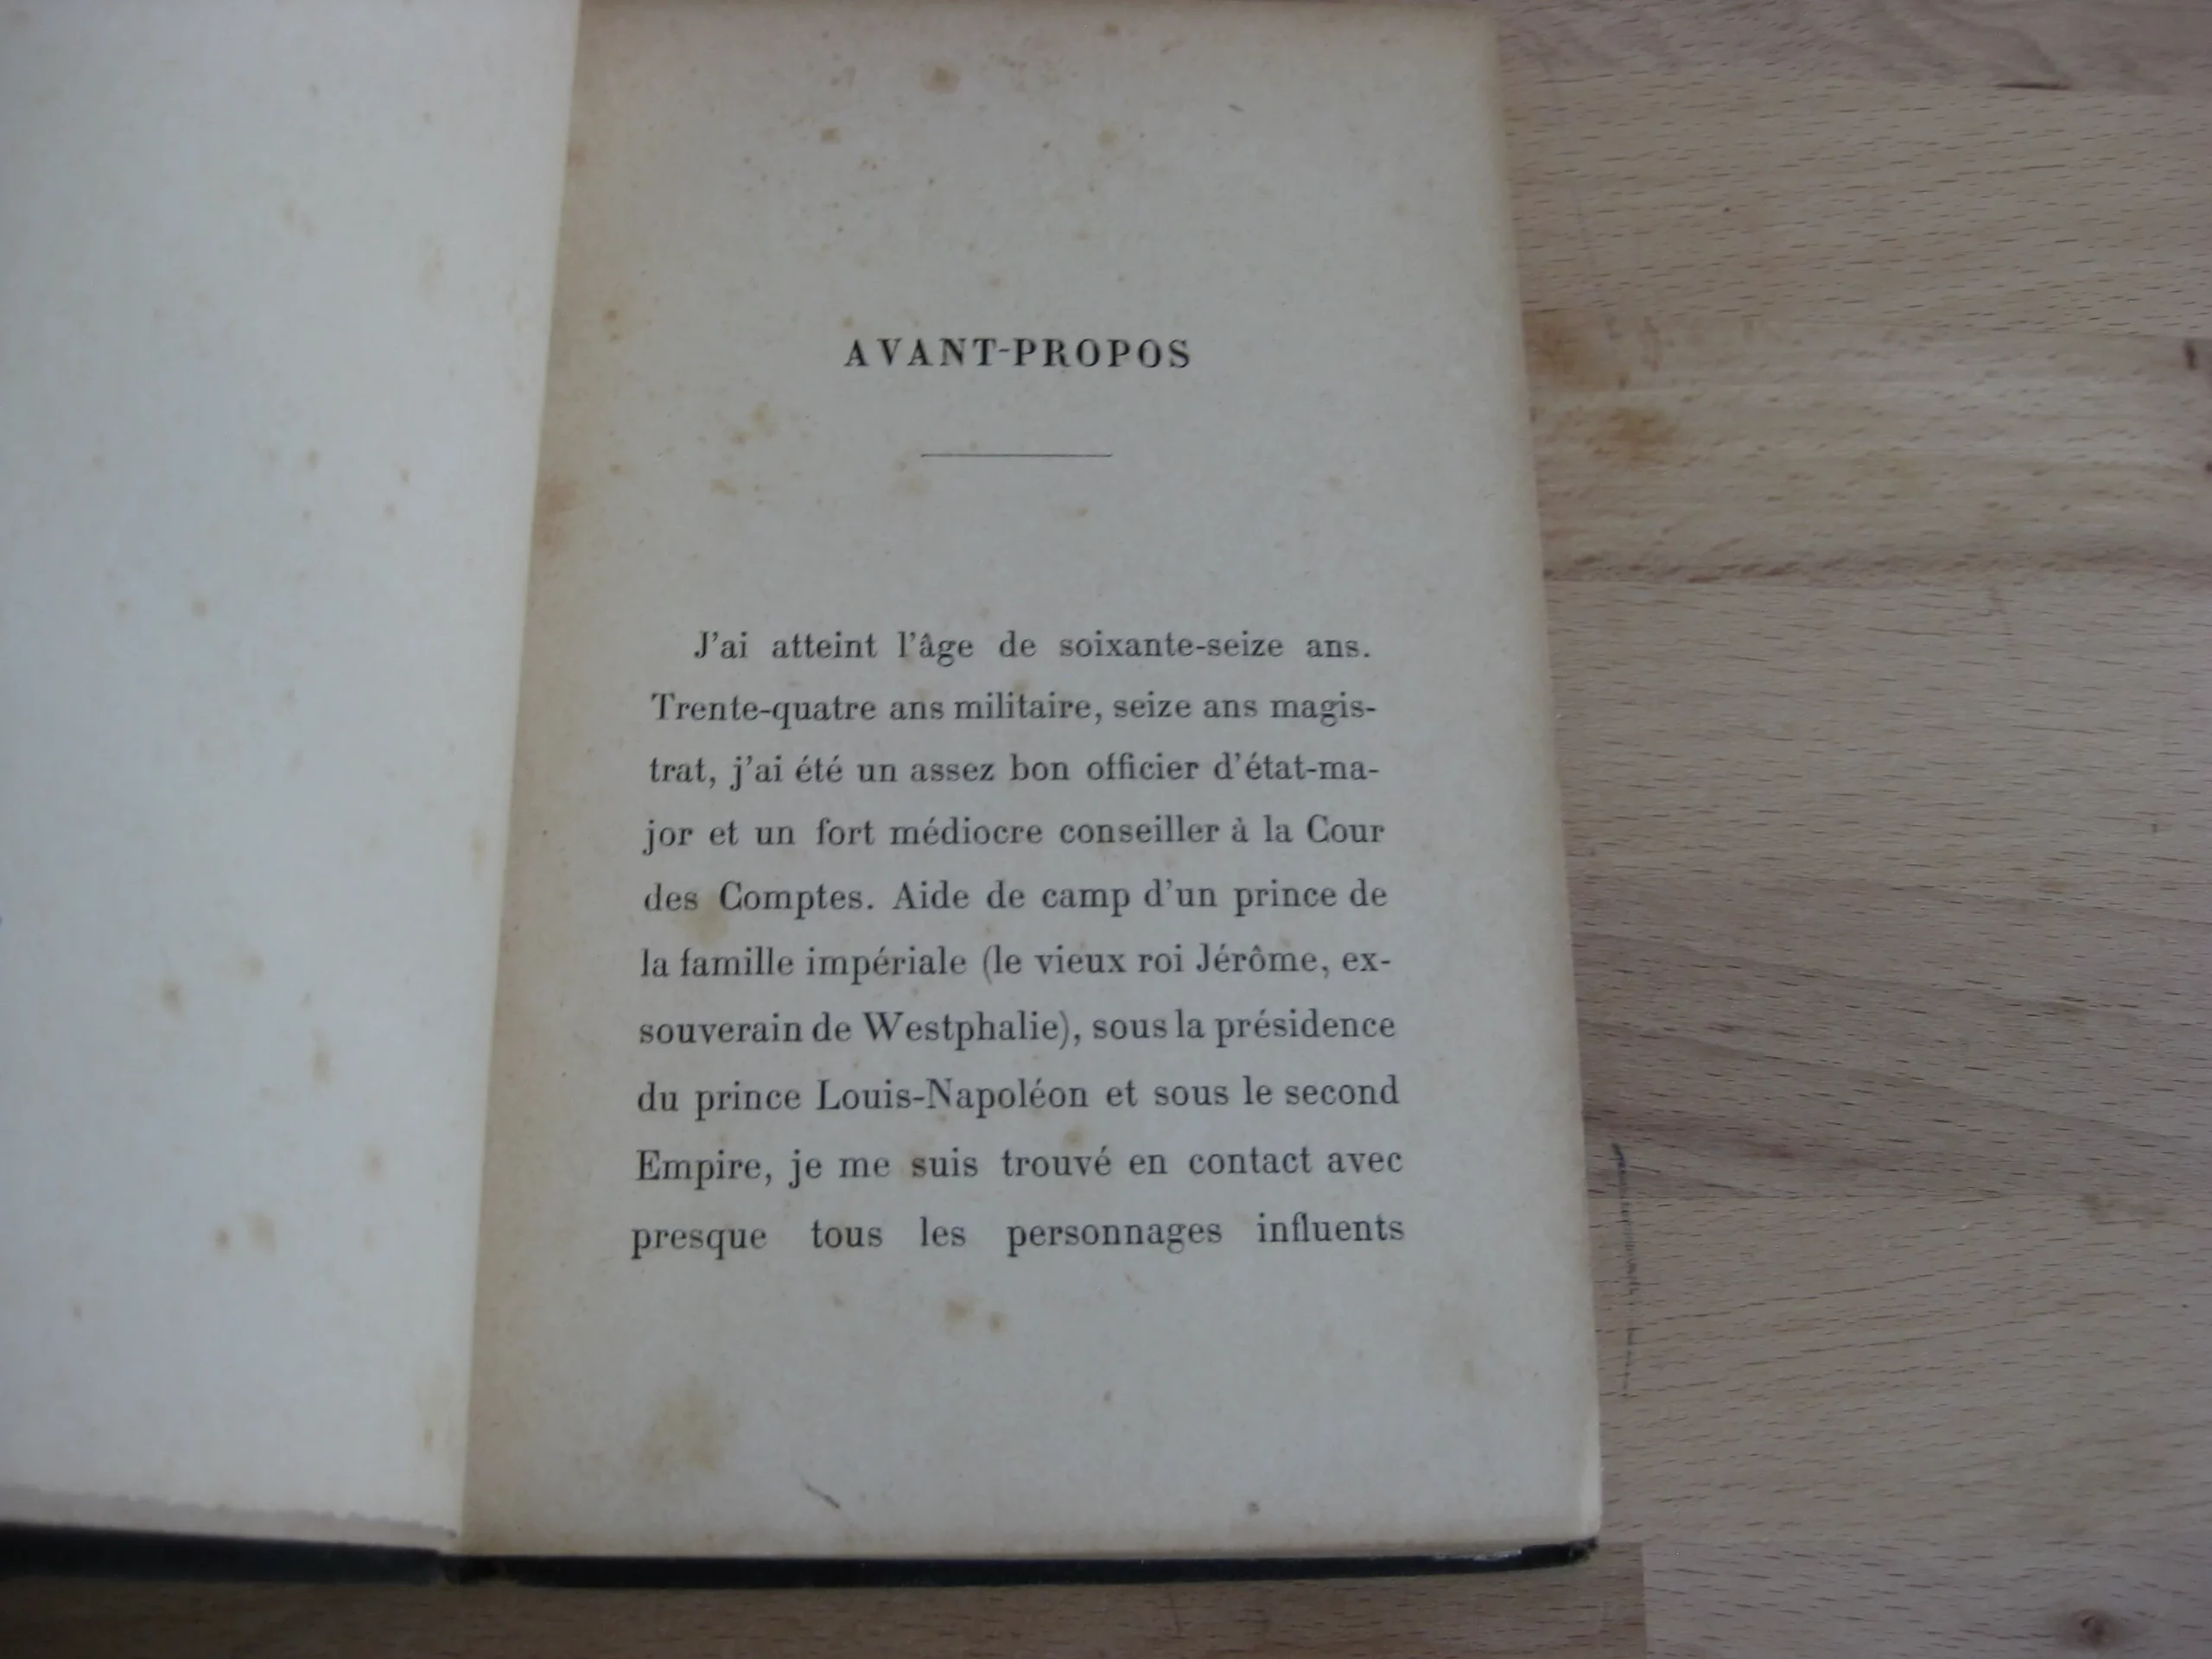 AVANT-PROPOS
J'ai atteint l'âge de soixante-seize ans.
Trente-quatre ans militaire, seize ans magis-
trat, j'ai été un assez bon officier d'état-ma-
jor et un fort médiocre conseiller à la Cour
des Comptes. Aide de camp d'un prince de
la famille impériale (le vieux roi Jérôme, ex-
souverain de Westphalie), sous la présidence
du prince Louis-Napoléon et sous le second
Empire, je me suis trouvé en contact avec
presque tous les personnages influents